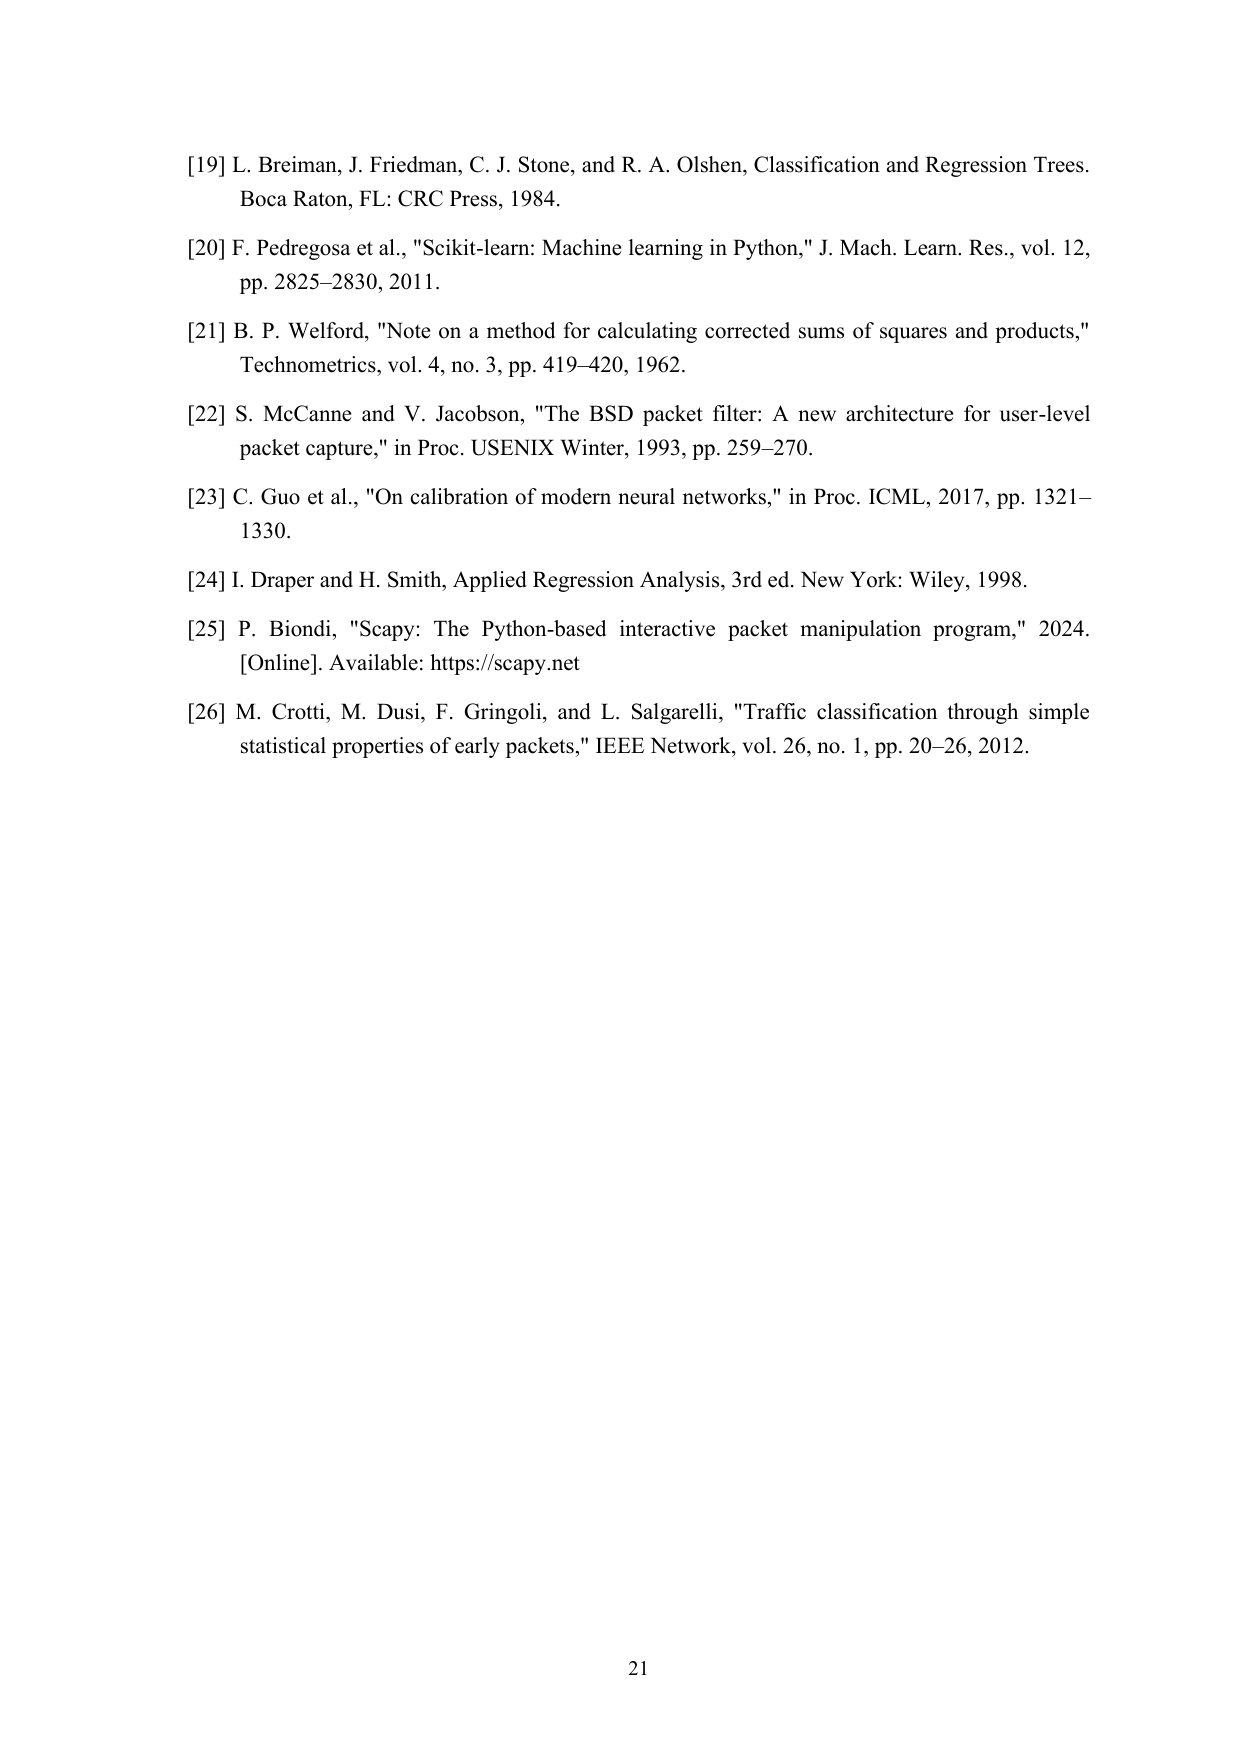 [19] L. Breiman, J. Friedman, C. J. Stone, and R. A. Olshen, Classification and Regression Trees.
Boca Raton, FL: CRC Press, 1984.
[20] F. Pedregosa et al., "Scikit-learn: Machine learning in Python," J. Mach. Learn. Res., vol. 12,
pp. 2825–2830, 2011.
[21] B. P. Welford, "Note on a method for calculating corrected sums of squares and products,"
Technometrics, vol. 4, no. 3, pp. 419–420, 1962.
[22] S. McCanne and V. Jacobson, "The BSD packet filter: A new architecture for user-level
packet capture," in Proc. USENIX Winter, 1993, pp. 259–270.
[23] C. Guo et al., "On calibration of modern neural networks," in Proc. ICML, 2017, pp. 1321–
1330.
[24] I. Draper and H. Smith, Applied Regression Analysis, 3rd ed. New York: Wiley, 1998.
[25] P. Biondi, "Scapy: The Python-based interactive packet manipulation program," 2024.
[Online]. Available: https://scapy.net
[26] M. Crotti, M. Dusi, F. Gringoli, and L. Salgarelli, "Traffic classification through simple
statistical properties of early packets," IEEE Network, vol. 26, no. 1, pp. 20–26, 2012.
21